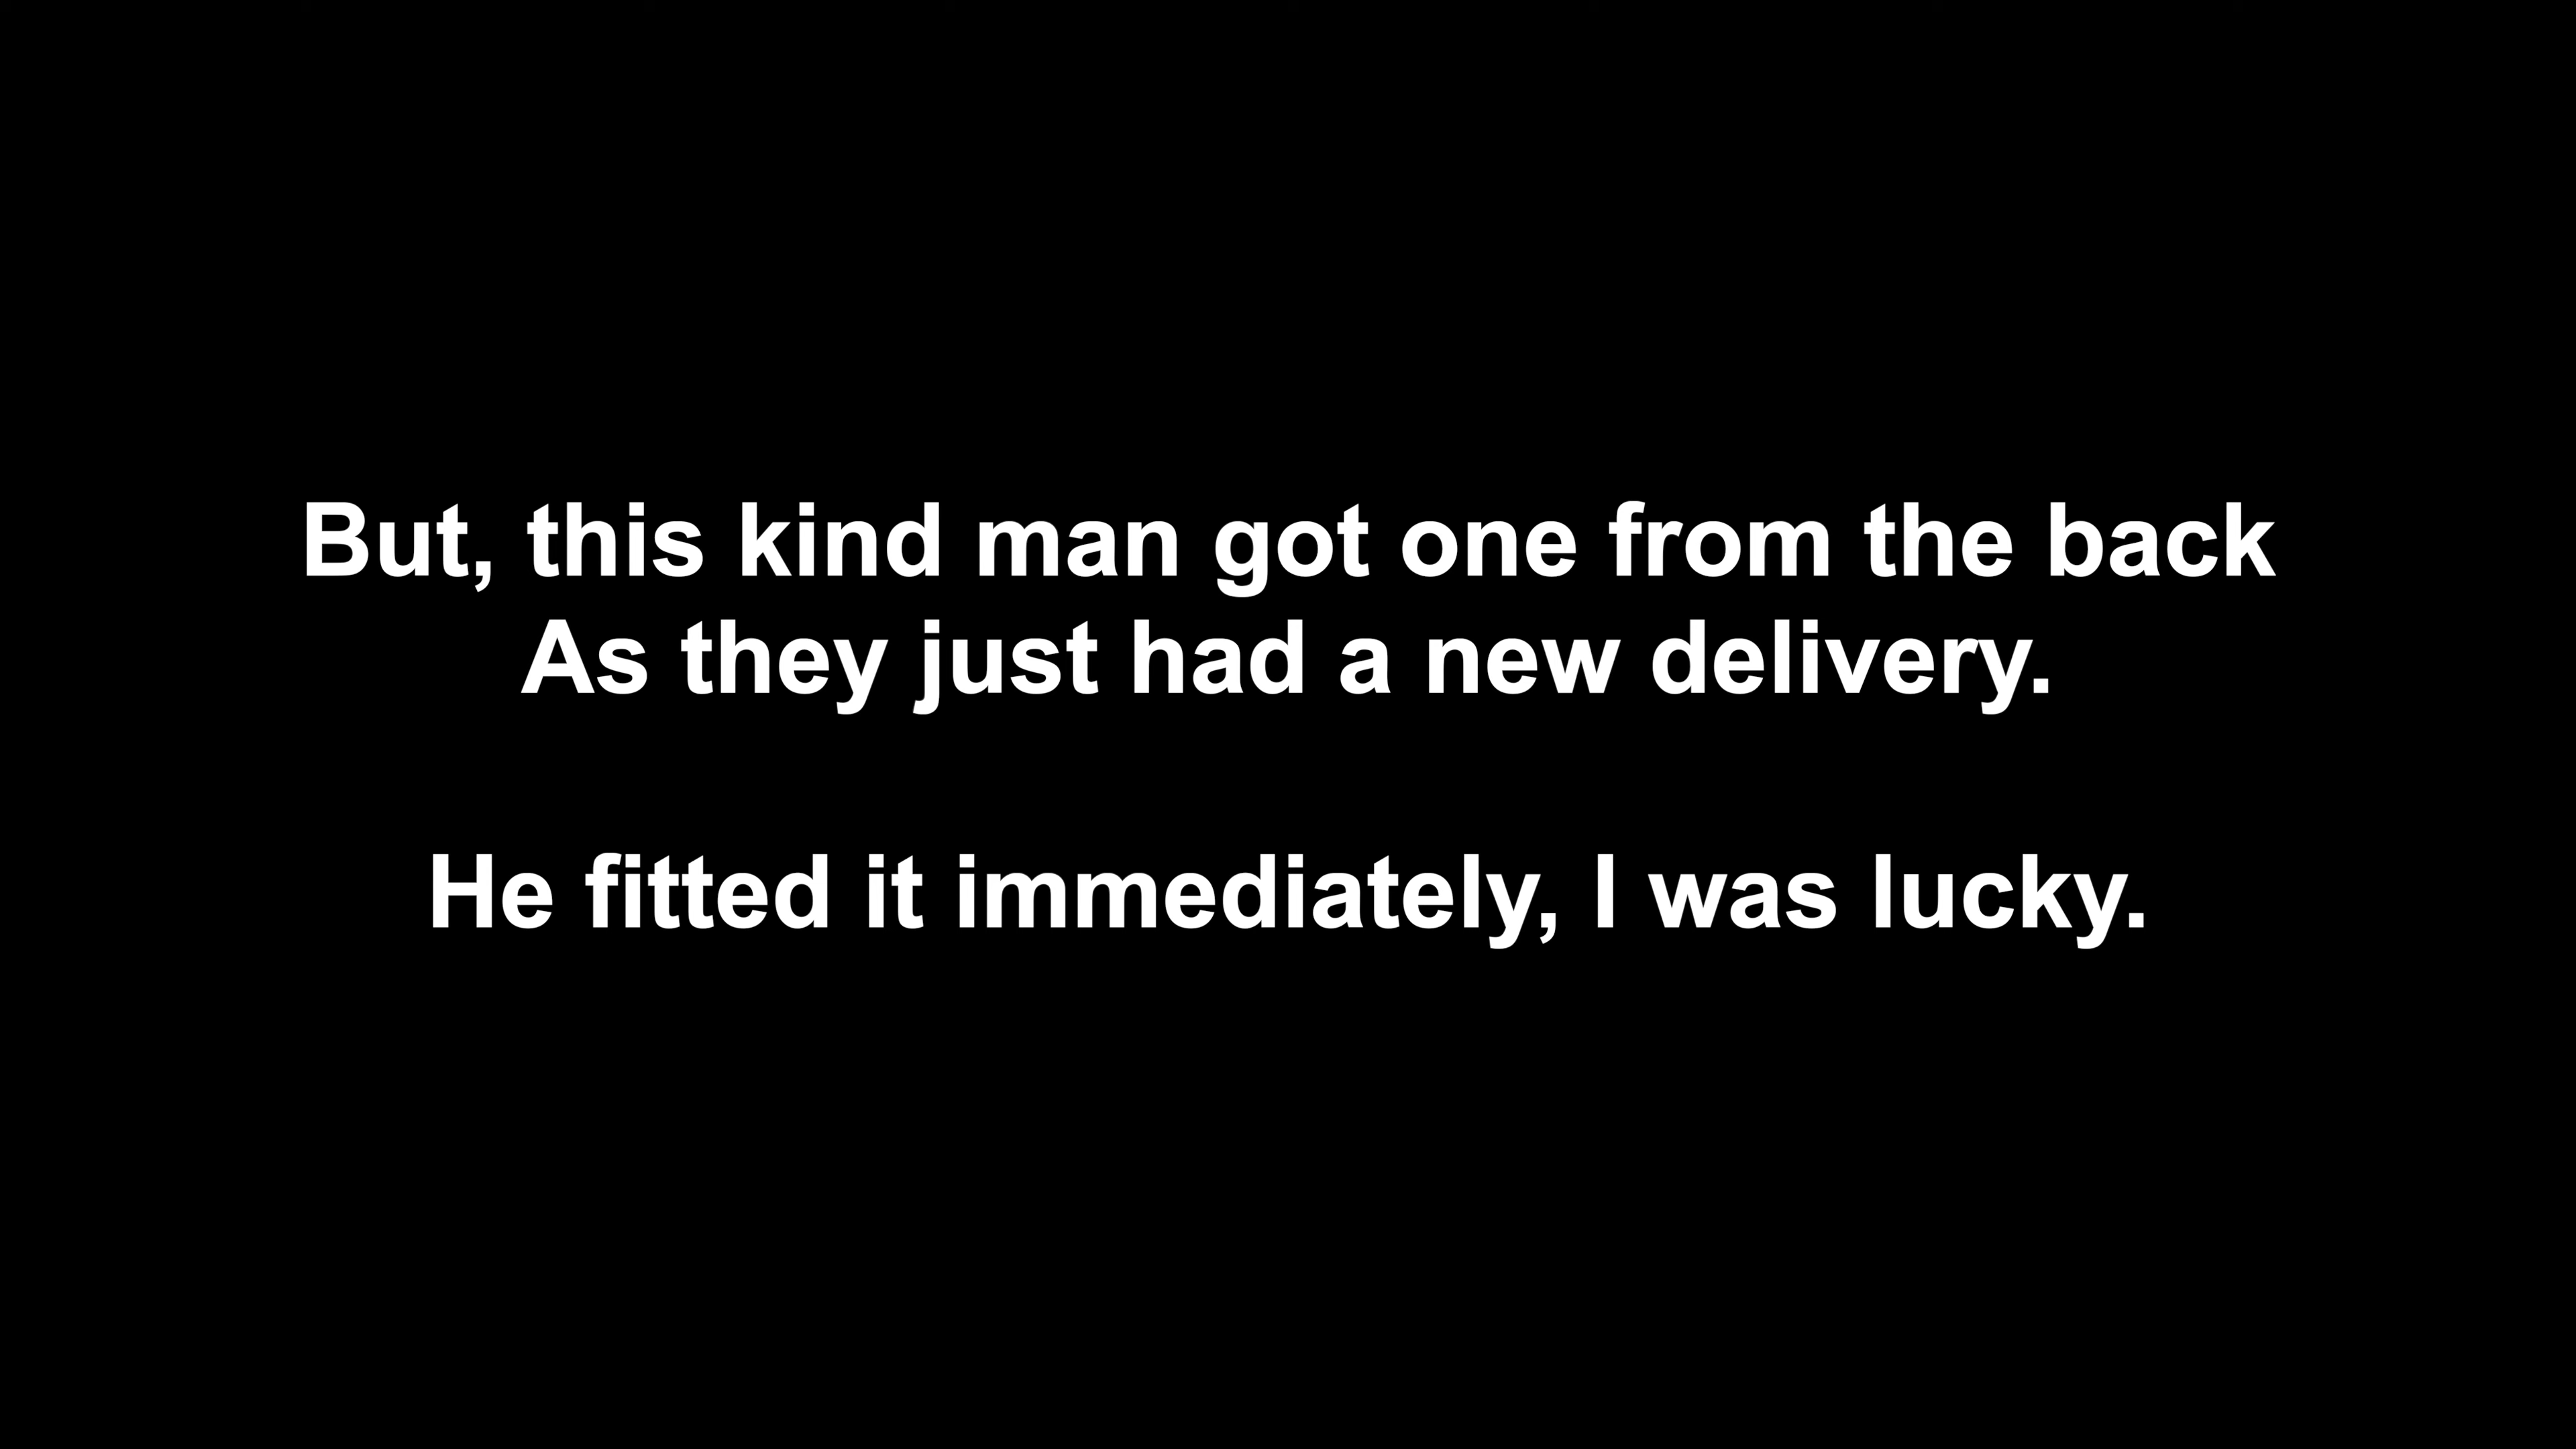 But, this kind man got one from the back
As they just had a new delivery.
He fitted it immediately, I was lucky.